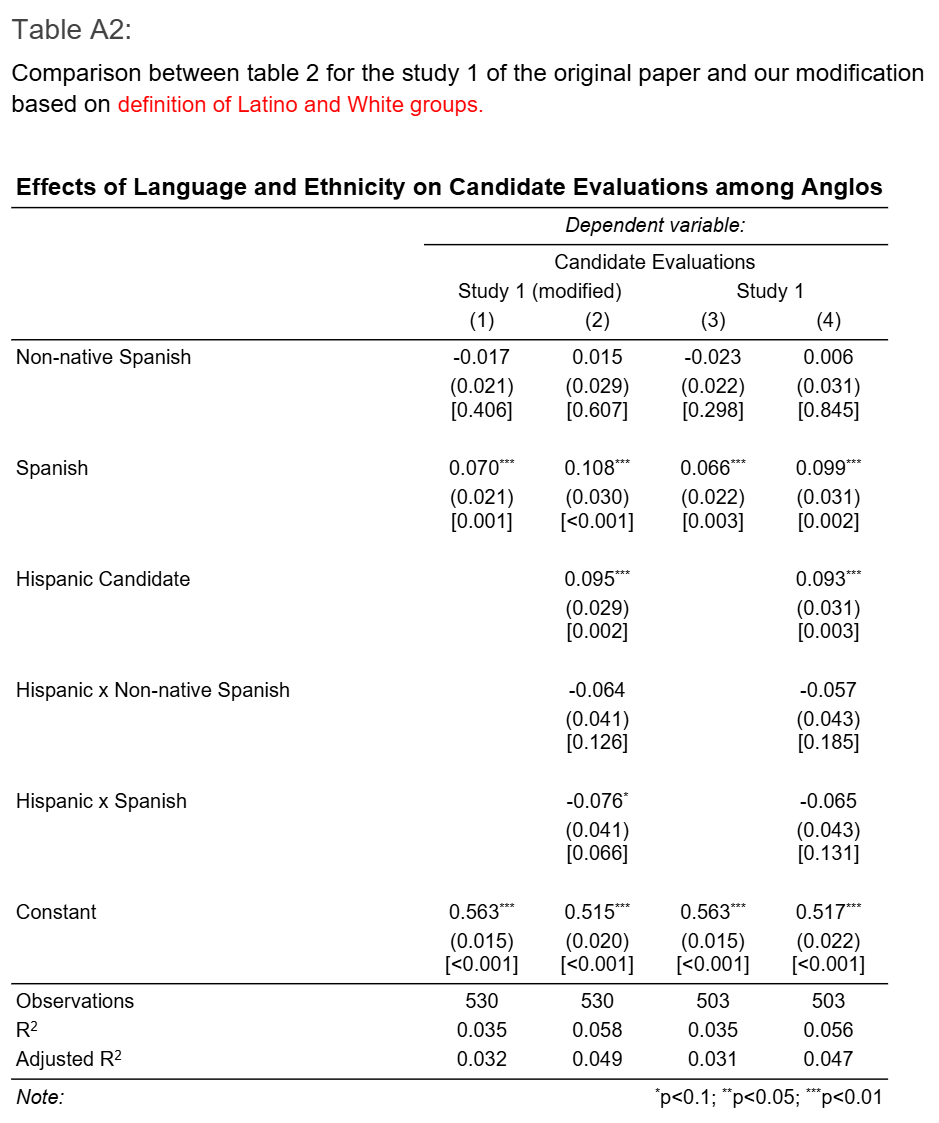 Table A2:
Comparison between table 2 for the study 1 of the original paper and our modification
based on definition of Latino and White groups.
Effects of Language and Ethnicity on Candidate Evaluations among Anglos
Dependent variable:
Candidate Evaluations
Study 1 (modified) Study 1
(1) (2) (3) (4)
Non-native Spanish -0.017 0.015 -0.023 0.006
(0.021) (0.029) (0.022) (0.031)
[0.406] [0.607] [0.298] [0.845]
Spanish 0.070*** 0.108*** 0.066*** 0.099***
(0.021) (0.030) (0.022) (0.031)
[0.001] [<0.001] [0.003] [0.002]
Hispanic Candidate 0.095*** 0.093***
(0.029) (0.031)
[0.002] [0.003]
Hispanic x Non-native Spanish -0.064 -0.057
(0.041) (0.043)
[0.126] [0.185]
Hispanic x Spanish -0.076* -0.065
(0.041) (0.043)
[0.066] [0.131]
Constant 0.563*** 0.515*** 0.563*** 0.517***
(0.015) (0.020) (0.015) (0.022)
[<0.001] [<0.001] [<0.001] [<0.001]
Observations 530 530 503 503
R² 0.035 0.058 0.035 0.056
Adjusted R² 0.032 0.049 0.031 0.047
Note: *p<0.1; **p<0.05; ***p<0.01